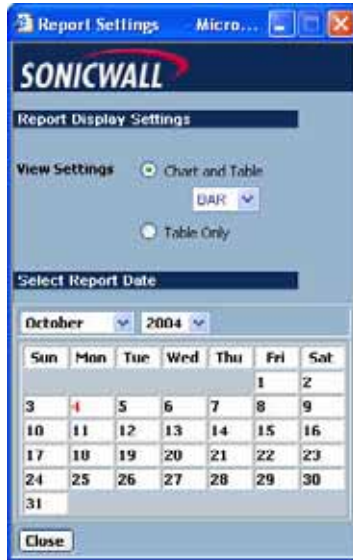 Report Settings Micro...
SONICWALL
Report Display Settings
View Settings Chart and Table
BAR
Table Only
Select Report Date
October 2004
Sun Mon Tue Wed Thu Fri Sat
1 2
3 4 5 6 7 8 9
10 11 12 13 14 15 16
17 18 19 20 21 22 23
24 25 26 27 28 29 30
31
Close